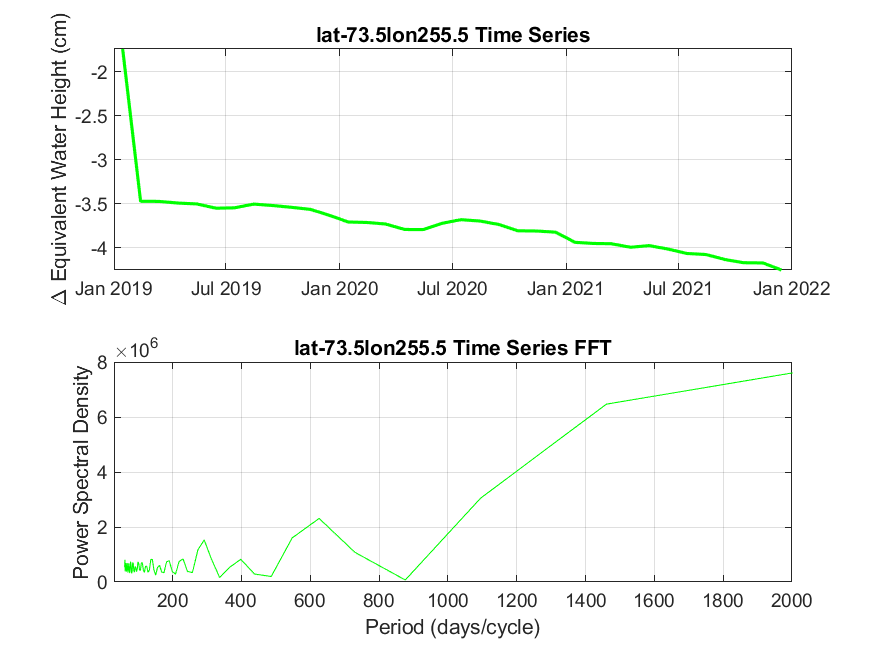 lat-73.5lon255.5 Time Series
Δ Equivalent Water Height (cm)
-2
-2.5
-3
-3.5
-4
Jan 2019 Jul 2019 Jan 2020 Jul 2020 Jan 2021 Jul 2021 Jan 2022
lat-73.5lon255.5 Time Series FFT
×10^6
Power Spectral Density
8
6
4
2
0
200 400 600 800 1000 1200 1400 1600 1800 2000
Period (days/cycle)